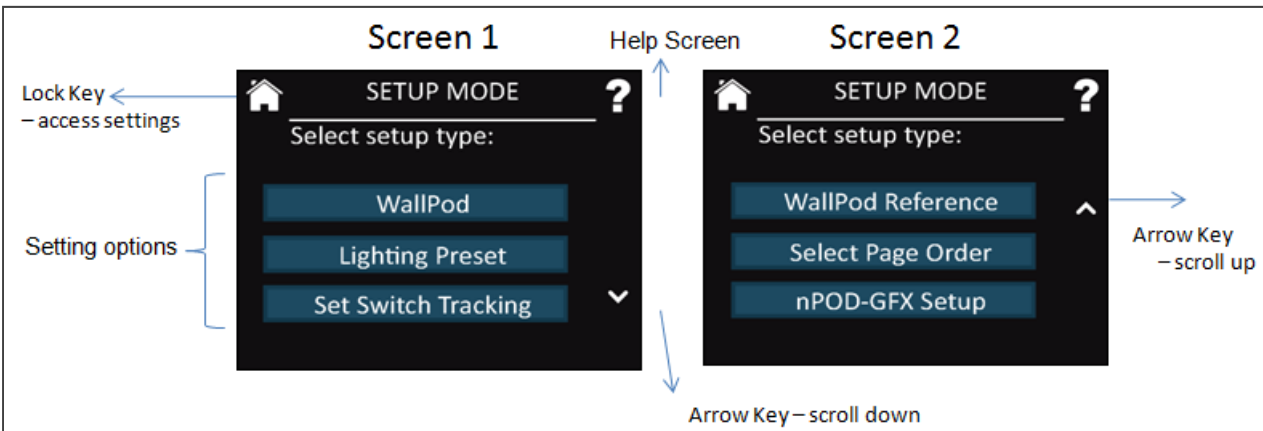 Screen 1
Help Screen
Screen 2
Lock Key
– access settings
SETUP MODE
?
Select setup type:
Setting options
WallPod
Lighting Preset
Set Switch Tracking
SETUP MODE
?
Select setup type:
WallPod Reference
Select Page Order
nPOD-GFX Setup
Arrow Key
– scroll up
Arrow Key – scroll down